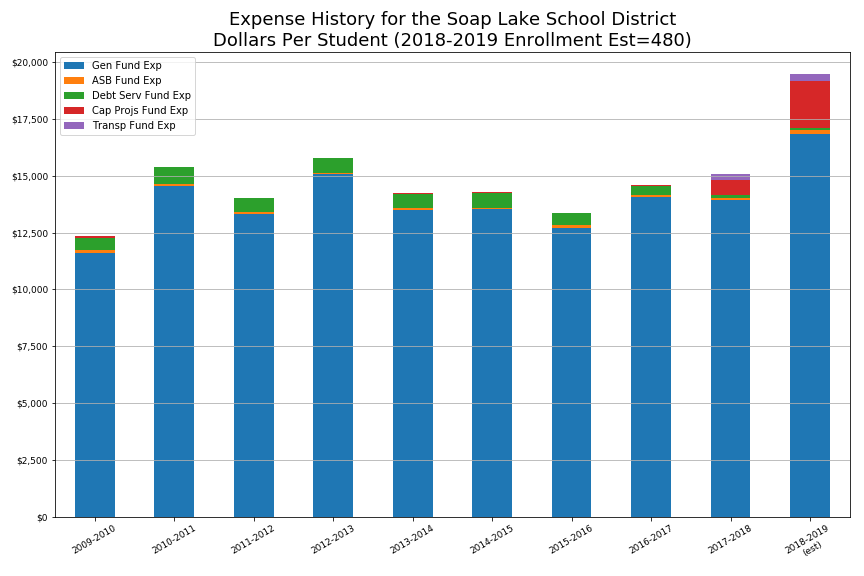 Expense History for the Soap Lake School District
Dollars Per Student (2018-2019 Enrollment Est=480)
Gen Fund Exp
ASB Fund Exp
Debt Serv Fund Exp
Cap Projs Fund Exp
Transp Fund Exp
$20,000
$17,500
$15,000
$12,500
$10,000
$7,500
$5,000
$2,500
$0
2009-2010
2010-2011
2011-2012
2012-2013
2013-2014
2014-2015
2015-2016
2016-2017
2017-2018
2018-2019
(est)